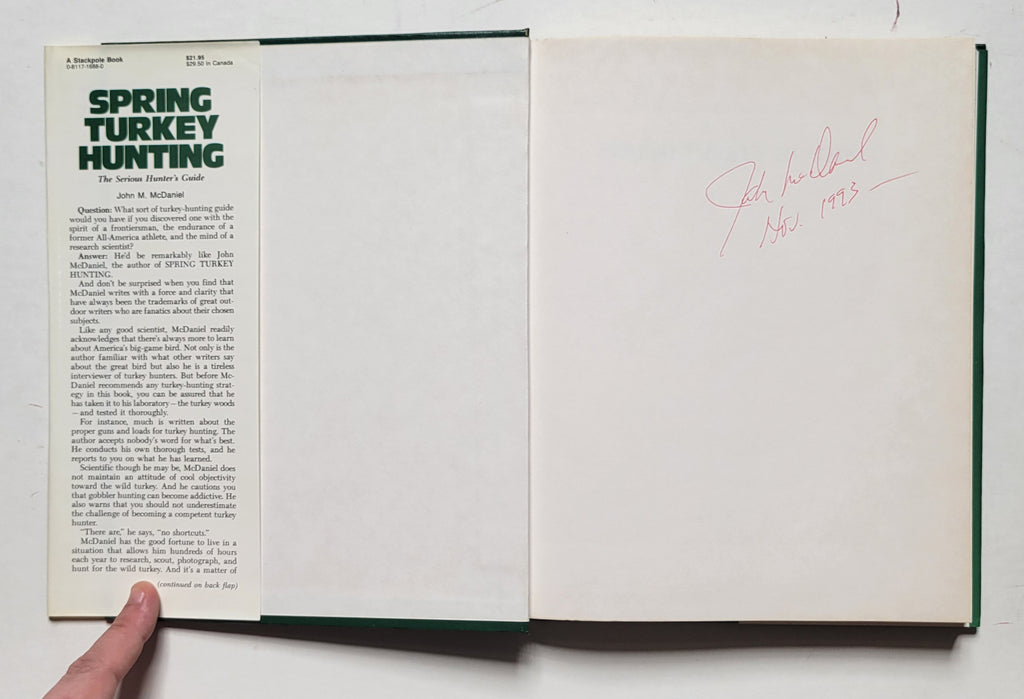 A Stackpole Book
0-8117-1688-0
$21.95
$29.50 in Canada
SPRING
TURKEY
HUNTING
The Serious Hunter's Guide
John M. McDaniel
Question: What sort of turkey-hunting guide
would you have if you discovered one with the
spirit of a frontiersman, the endurance of a
former All-America athlete, and the mind of a
research scientist?
Answer: He'd be remarkably like John
McDaniel, the author of SPRING TURKEY
HUNTING.
And don't be surprised when you find that
McDaniel writes with a force and clarity that
have always been the trademarks of great out-
door writers who are fanatics about their chosen
subjects.
Like any good scientist, McDaniel readily
acknowledges that there's always more to learn
about America's big-game bird. Not only is the
author familiar with what other writers say
about the great bird but also he is a tireless
interviewer of turkey hunters. But before Mc-
Daniel recommends any turkey-hunting strat-
egy in this book, you can be assured that he
has taken it to his laboratory—the turkey woods
—and tested it thoroughly.
For instance, much is written about the
proper guns and loads for turkey hunting. The
author accepts nobody's word for what's best.
He conducts his own thorough tests, and he
reports to you on what he has learned.
Scientific though he may be, McDaniel does
not maintain an attitude of cool objectivity
toward the wild turkey. And he cautions you
that gobbler hunting can become addictive. He
also warns that you should not underestimate
the challenge of becoming a competent turkey
hunter.
"There are," he says, "no shortcuts."
McDaniel has the good fortune to live in a
situation that allows him hundreds of hours
each year to research, scout, photograph, and
hunt for the wild turkey. And it's a matter of
(continued on back flap)
John McDaniel
Nov. 1993 —